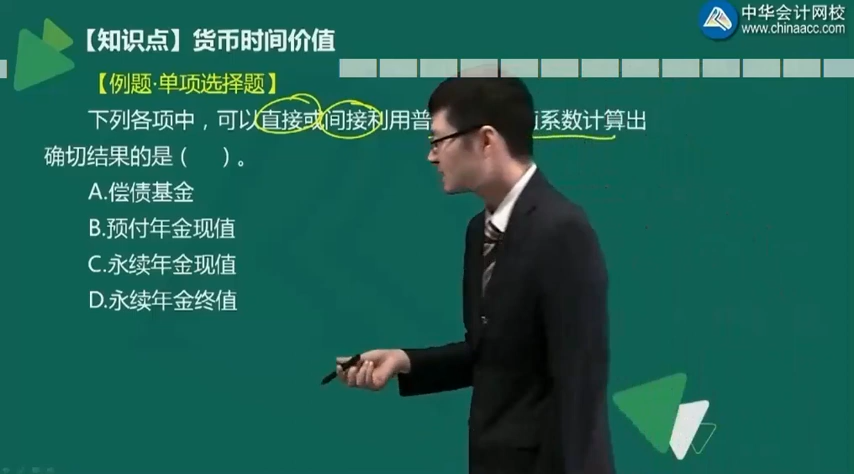 【知识点】货币时间价值
中华会计网校
www.chinaacc.com
【例题·单项选择题】
下列各项中，可以直接或间接利用普 系数计算出
确切结果的是（ ）。
A.偿债基金
B.预付年金现值
C.永续年金现值
D.永续年金终值